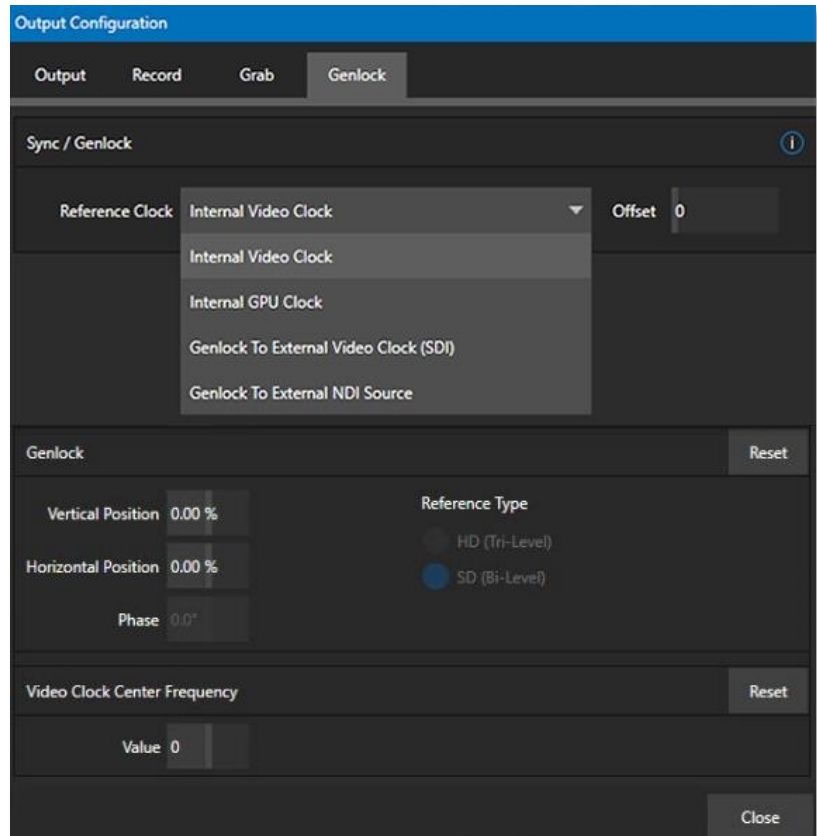 Output Configuration
Output Record Grab Genlock
Sync / Genlock
Reference Clock Internal Video Clock Offset 0
Internal Video Clock
Internal GPU Clock
Genlock To External Video Clock (SDI)
Genlock To External NDI Source
Genlock Reset
Vertical Position 0.00 %
Horizontal Position 0.00 %
Phase 0.0°
Reference Type
HD (Tri-Level)
SD (Bi-Level)
Video Clock Center Frequency Reset
Value 0
Close